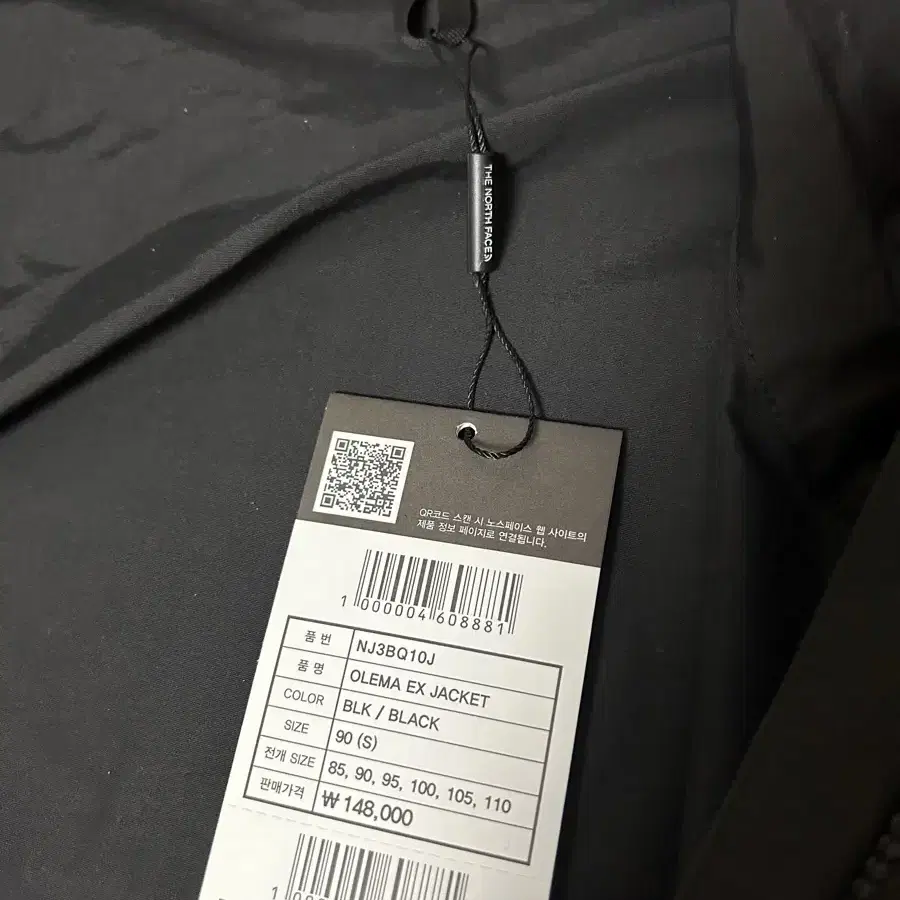 THE NORTH FACE
QR코드 스캔 시 노스페이스 웹 사이트의
제품 정보 페이지로 연결됩니다.
1 000004 608881
품 번 NJ3BQ10J
품 명 OLEMA EX JACKET
COLOR BLK / BLACK
SIZE 90 (S)
전개 SIZE 85, 90, 95, 100, 105, 110
판매가격 ₩148,000